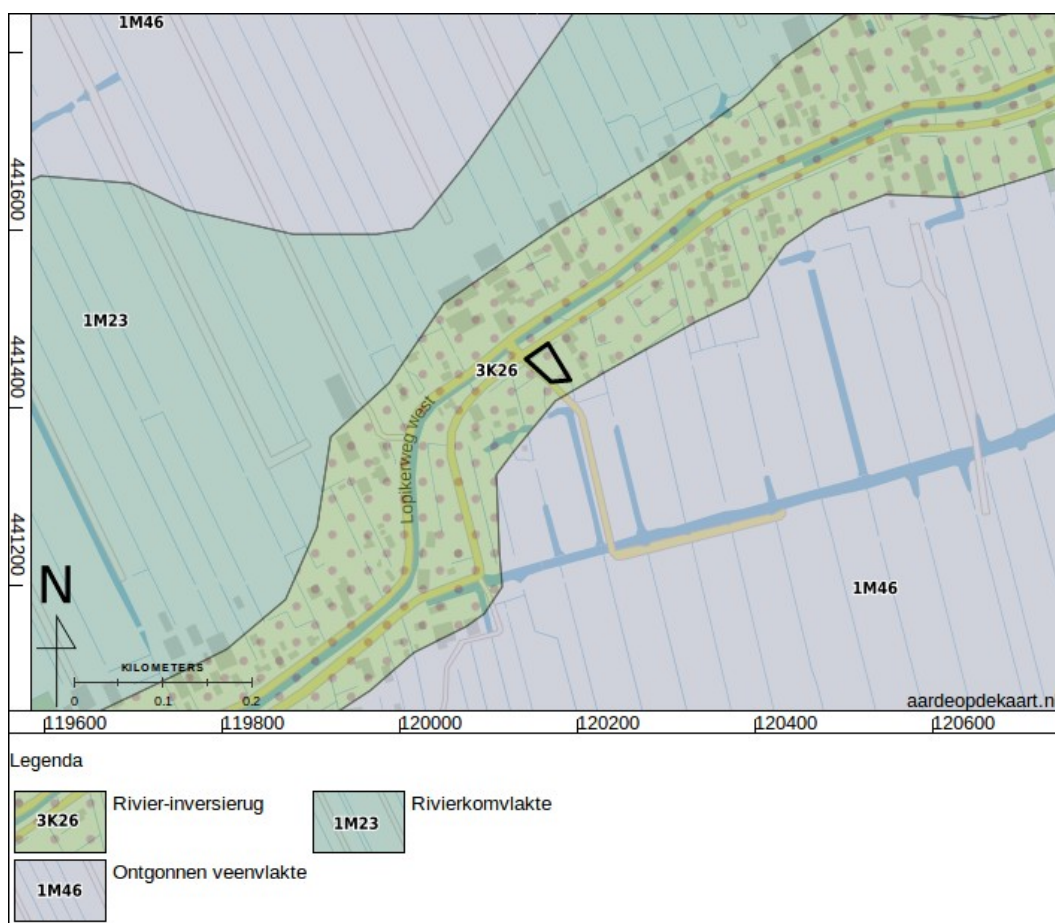 1M46
441600
1M23
441400
3K26
Lopikerweg west
441200
N
1M46
KILOMETERS
0 0.1 0.2
aardeopdekaart.n
119600 119800 120000 120200 120400 120600
Legenda
3K26 Rivier-inversierug
1M23 Rivierkomvlakte
1M46 Ontgonnen veenvlakte